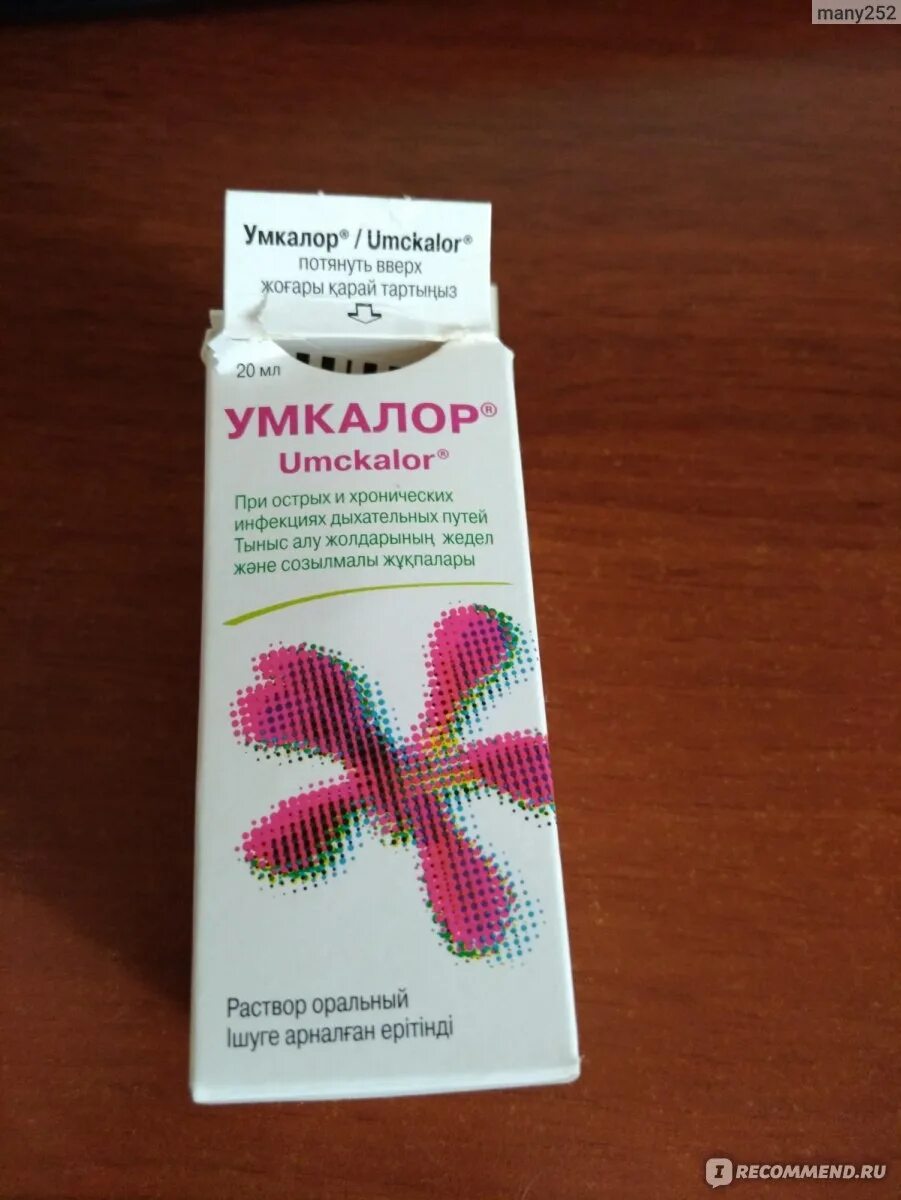 many252
Умкалор® / Umckalor®
потянуть вверх
жоғары қарай тартыңыз
20 мл
УМКАЛОР®
Umckalor®
При острых и хронических
инфекциях дыхательных путей
Тыныс алу жолдарының жедел
және созылмалы жұқпалары
Раствор оральный
Ішуге арналған ерітінді
I RECOMMEND.RU